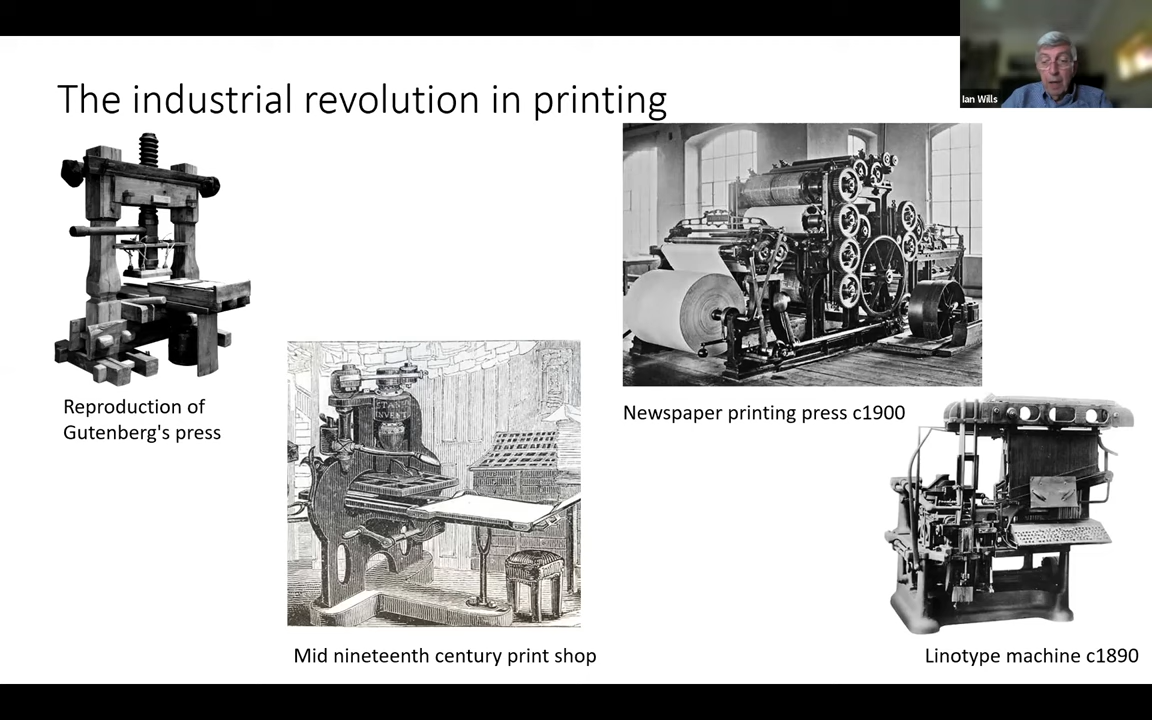 The industrial revolution in printing
Ian Wills
Reproduction of
Gutenberg's press
INVENT
Newspaper printing press c1900
Mid nineteenth century print shop
Linotype machine c1890